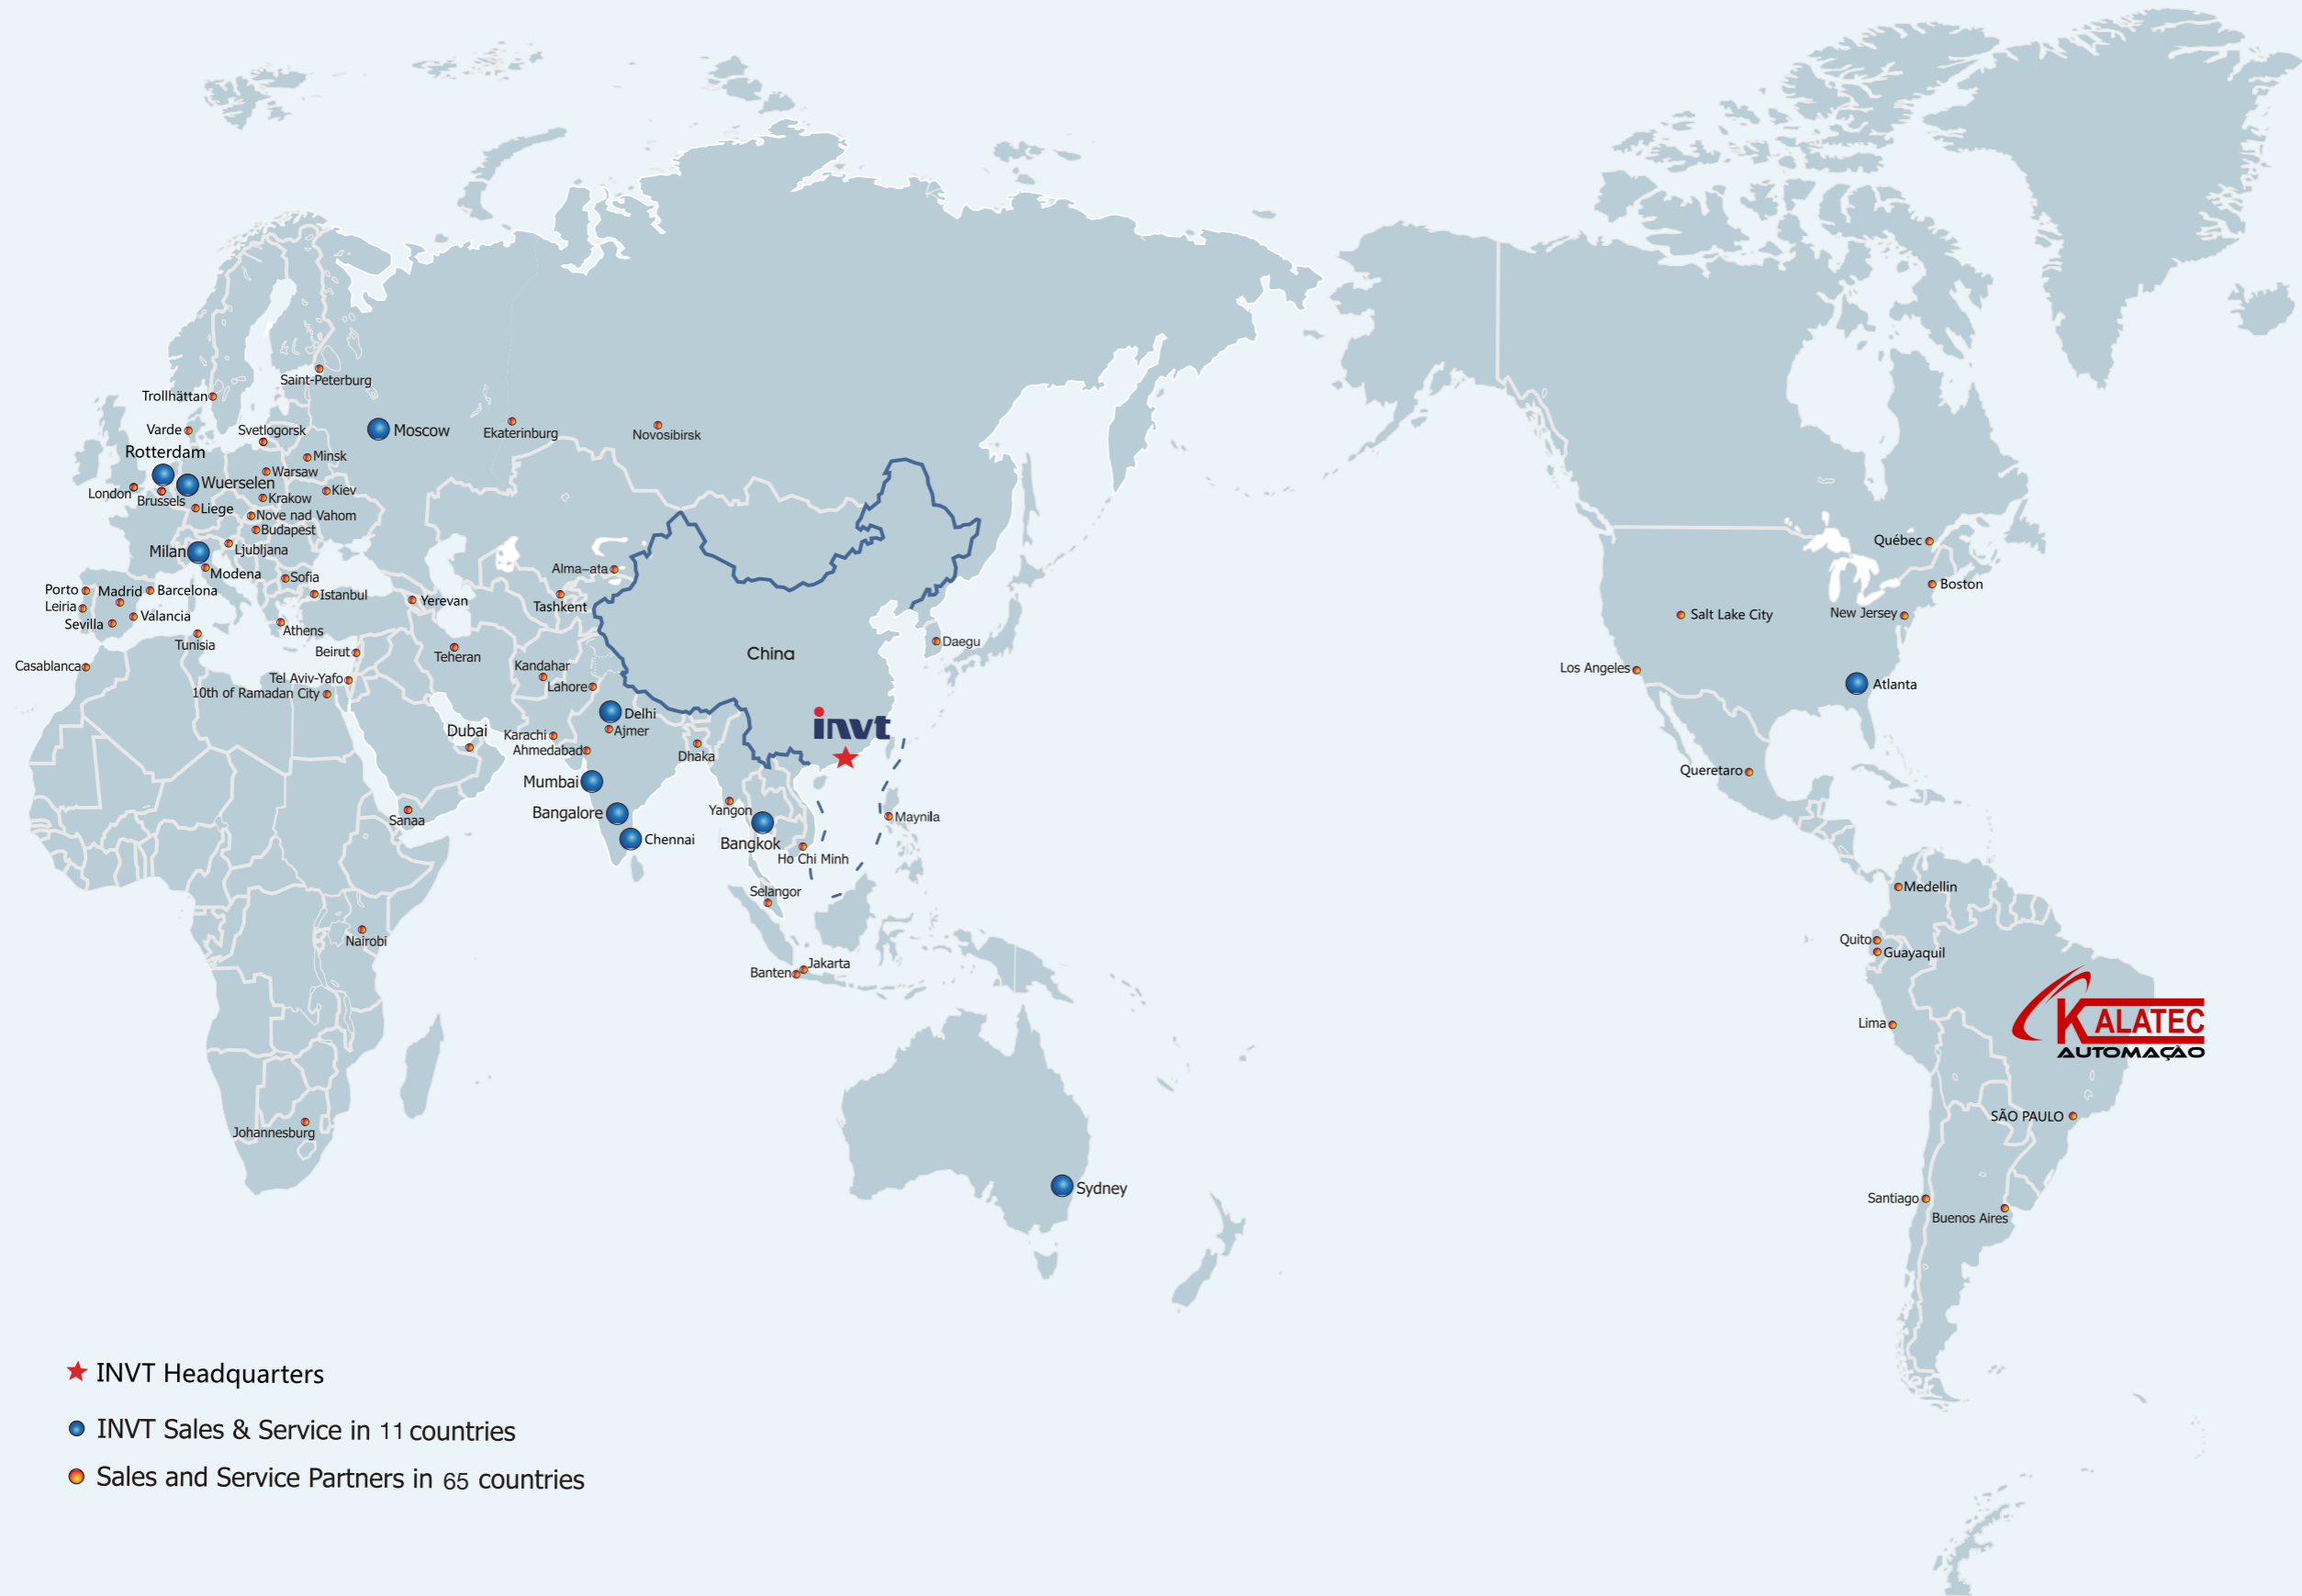 Saint-Peterburg
Trollhättan
Varde
Svetlogorsk
Moscow
Ekaterinburg
Novosibirsk
Rotterdam
Minsk
Warsaw
Wuerselen
London
Brussels
Krakow
Kiev
Liege
Nove nad Vahom
Budapest
Milan
Ljubljana
Modena
Sofia
Alma-ata
Porto
Madrid
Barcelona
Istanbul
Yerevan
Leiria
Tashkent
Sevilla
Valancia
Athens
Tunisia
Beirut
Teheran
Casablanca
Kandahar
Tel Aviv-Yafo
Lahore
10th of Ramadan City
China
Daegu
Delhi
invt
Dubai
Karachi
Ajmer
Ahmedabad
Dhaka
Mumbai
Bangalore
Yangon
Sanaa
Chennai
Bangkok
Maynila
Ho Chi Minh
Selangor
Nairobi
Jakarta
Banten
Johannesburg
Sydney
Québec
Boston
Salt Lake City
New Jersey
Los Angeles
Atlanta
Queretaro
Medellin
Quito
Guayaquil
Lima
KALATEC
AUTOMAÇÃO
SÃO PAULO
Santiago
Buenos Aires
INVT Headquarters
INVT Sales & Service in 11 countries
Sales and Service Partners in 65 countries